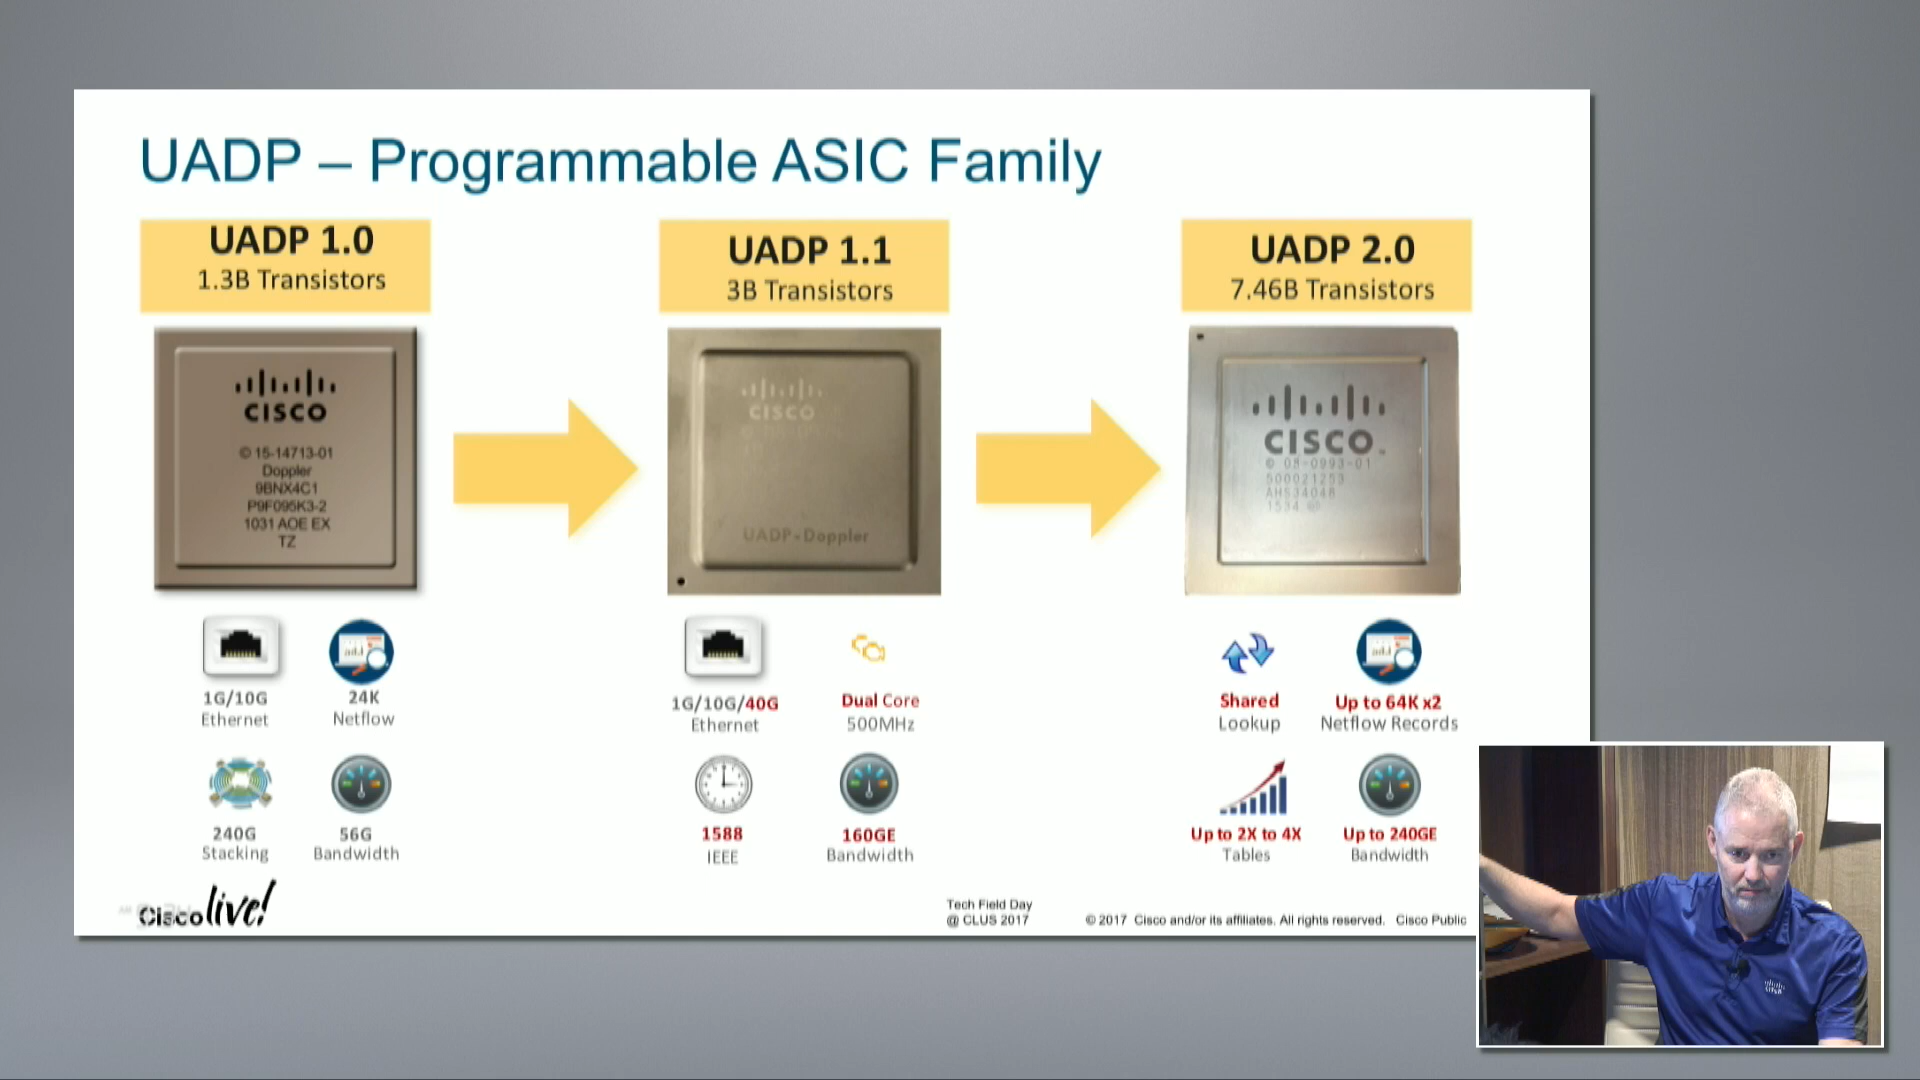 UADP – Programmable ASIC Family
UADP 1.0
1.3B Transistors
CISCO
© 15-14713-01
Doppler
9BNX4C1
P9F095K3-2
1031 AOE EX
TZ
1G/10G
Ethernet
24K
Netflow
240G
Stacking
56G
Bandwidth
UADP 1.1
3B Transistors
CISCO
UADP-Doppler
1G/10G/40G
Ethernet
Dual Core
500MHz
1588
IEEE
160GE
Bandwidth
UADP 2.0
7.46B Transistors
CISCO
© 08-0993-01
500021253
AHS34048
1534
Shared
Lookup
Up to 64K x2
Netflow Records
Up to 2X to 4X
Tables
Up to 240GE
Bandwidth
Cisco live!
Tech Field Day
@ CLUS 2017
© 2017 Cisco and/or its affiliates. All rights reserved. Cisco Public
CISCO